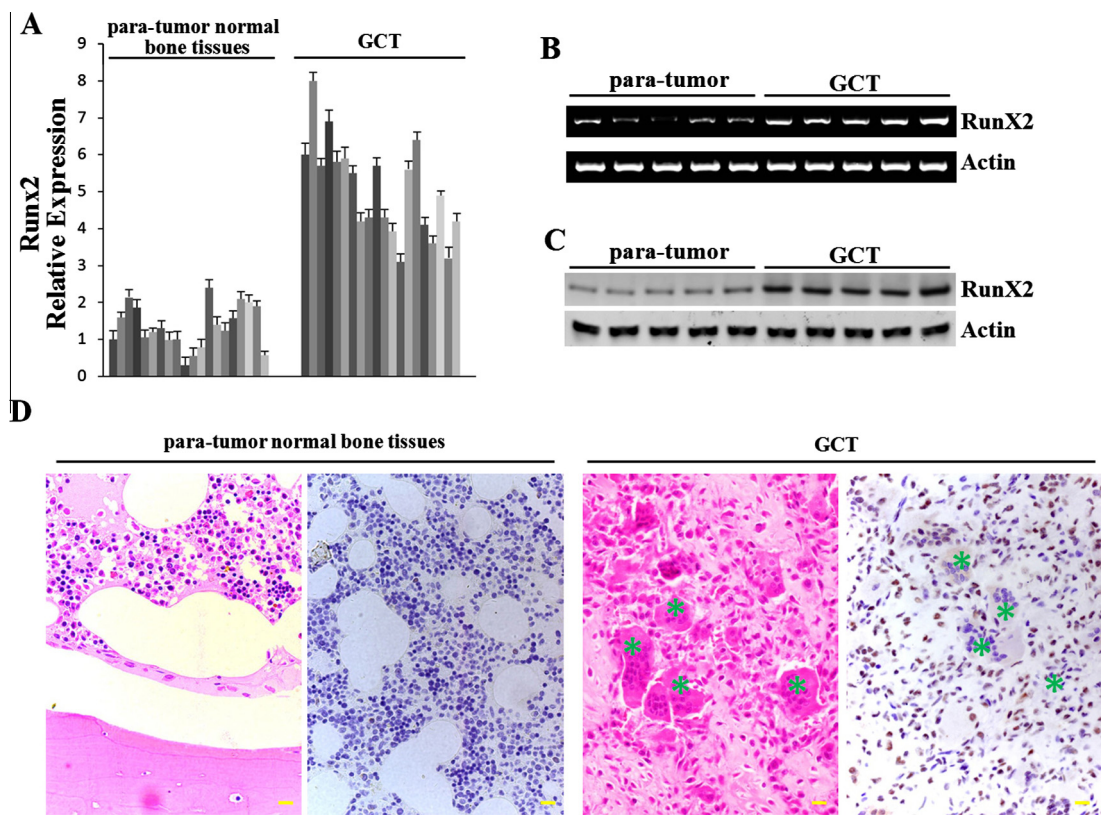 A
para-tumor normal
bone tissues
GCT
Runx2
Relative Expression
9
8
7
6
5
4
3
2
1
0
B
para-tumor
GCT
RunX2
Actin
C
para-tumor
GCT
RunX2
Actin
D
para-tumor normal bone tissues
GCT
* * * *
* * * *